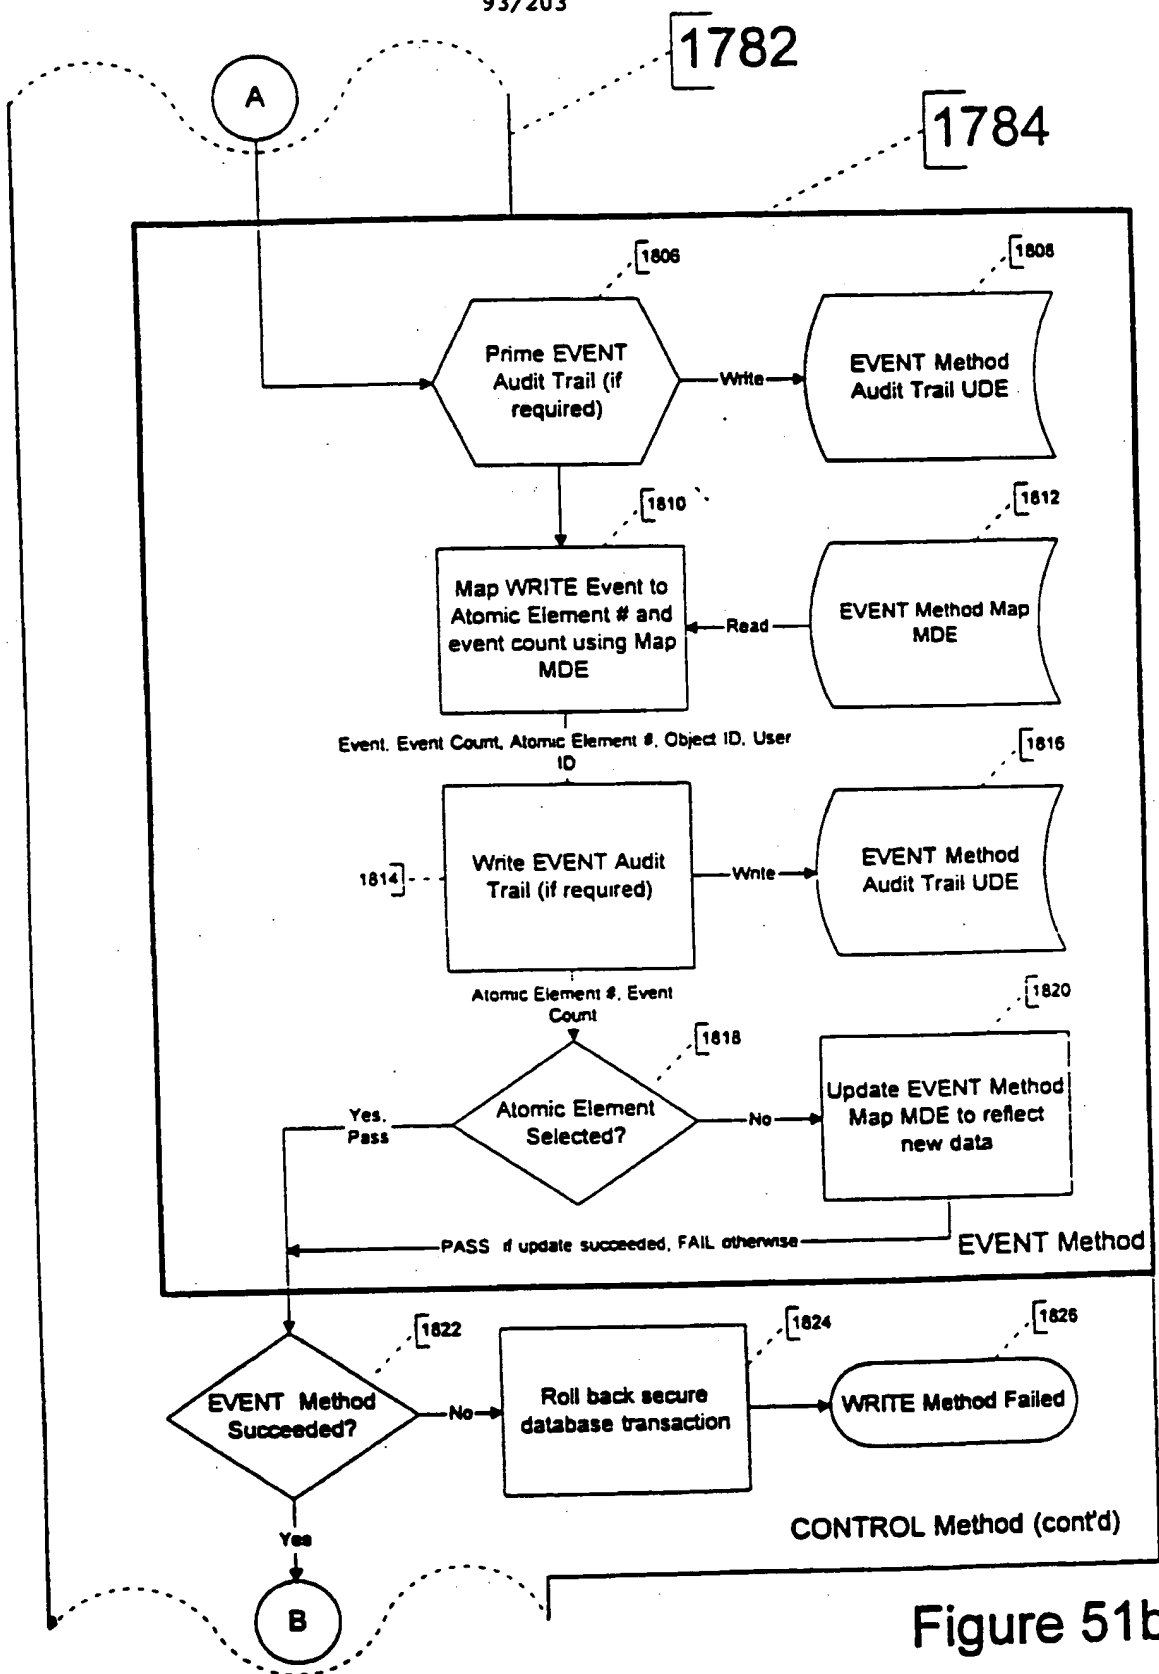 93/203
1782
A
1784
1806
1808
Prime EVENT
Audit Trail (if
required)
Write
EVENT Method
Audit Trail UDE
1810
1812
Map WRITE Event to
Atomic Element # and
event count using Map
MDE
Read
EVENT Method Map
MDE
Event, Event Count, Atomic Element #, Object ID, User
ID
1816
1814
Write EVENT Audit
Trail (if required)
Write
EVENT Method
Audit Trail UDE
Atomic Element #, Event
Count
1820
1818
Atomic Element
Selected?
Yes,
Pass
No
Update EVENT Method
Map MDE to reflect
new data
PASS if update succeeded, FAIL otherwise
EVENT Method
1822
1824
1826
EVENT Method
Succeeded?
No
Roll back secure
database transaction
WRITE Method Failed
Yes
CONTROL Method (cont'd)
B
Figure 51b